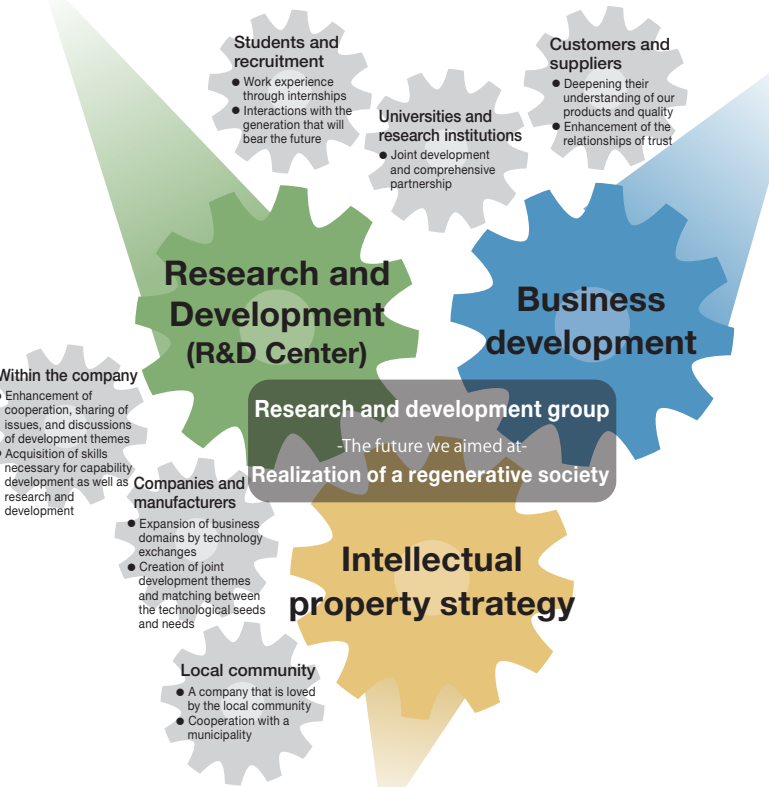 Students and
recruitment
● Work experience
through internships
● Interactions with the
generation that will
bear the future
Universities and
research institutions
● Joint development
and comprehensive
partnership
Customers and
suppliers
● Deepening their
understanding of our
products and quality
● Enhancement of the
relationships of trust
Research and
Development
(R&D Center)
Business
development
Research and development group
-The future we aimed at-
Realization of a regenerative society
Within the company
● Enhancement of
cooperation, sharing of
issues, and discussions
of development themes
● Acquisition of skills
necessary for capability
development as well as
research and
development
Companies and
manufacturers
● Expansion of business
domains by technology
exchanges
● Creation of joint
development themes
and matching between
the technological seeds
and needs
Intellectual
property strategy
Local community
● A company that is loved
by the local community
● Cooperation with a
municipality